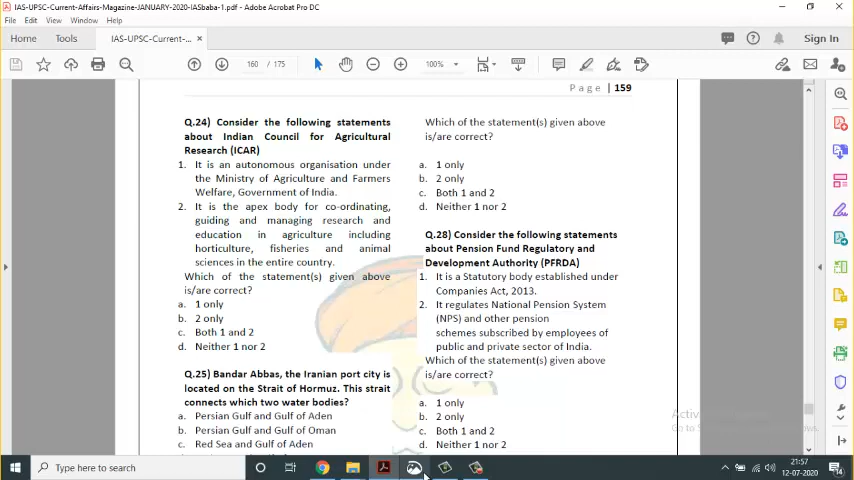 IAS-UPSC-Current-Affairs-Magazine-JANUARY-2020-IASbaba-1.pdf - Adobe Acrobat Pro DC
File Edit View Window Help
Home Tools IAS-UPSC-Current-... × Sign In
160 / 175 100%
Page | 159
Q.24) Consider the following statements
about Indian Council for Agricultural
Research (ICAR)
1. It is an autonomous organisation under
the Ministry of Agriculture and Farmers
Welfare, Government of India.
2. It is the apex body for co-ordinating,
guiding and managing research and
education in agriculture including
horticulture, fisheries and animal
sciences in the entire country.
Which of the statement(s) given above
is/are correct?
a. 1 only
b. 2 only
c. Both 1 and 2
d. Neither 1 nor 2
Q.25) Bandar Abbas, the Iranian port city is
located on the Strait of Hormuz. This strait
connects which two water bodies?
a. Persian Gulf and Gulf of Aden
b. Persian Gulf and Gulf of Oman
c. Red Sea and Gulf of Aden
Which of the statement(s) given above
is/are correct?
a. 1 only
b. 2 only
c. Both 1 and 2
d. Neither 1 nor 2
Q.28) Consider the following statements
about Pension Fund Regulatory and
Development Authority (PFRDA)
1. It is a Statutory body established under
Companies Act, 2013.
2. It regulates National Pension System
(NPS) and other pension
schemes subscribed by employees of
public and private sector of India.
Which of the statement(s) given above
is/are correct?
a. 1 only
b. 2 only
c. Both 1 and 2
d. Neither 1 nor 2
Type here to search
21:57
12-07-2020